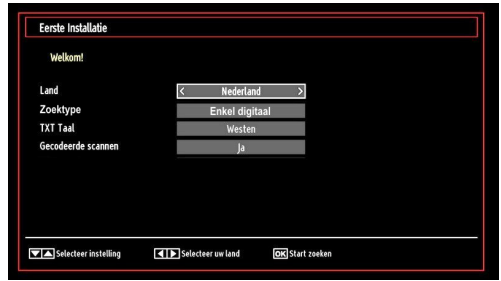 Eerste Installatie
Welkom!
Land < Nederland >
Zoektype Enkel digitaal
TXT Taal Westen
Gecodeerde scannen Ja
Selecteer instelling Selecteer uw land OK Start zoeken